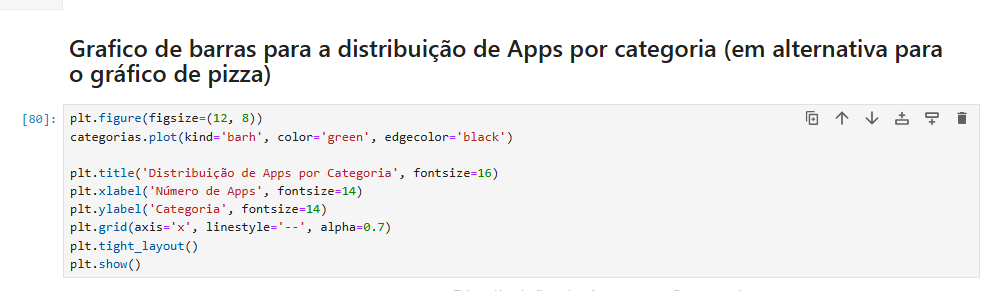 Grafico de barras para a distribuição de Apps por categoria (em alternativa para
o gráfico de pizza)
[80]:
plt.figure(figsize=(12, 8))
categorias.plot(kind='barh', color='green', edgecolor='black')
plt.title('Distribuição de Apps por Categoria', fontsize=16)
plt.xlabel('Número de Apps', fontsize=14)
plt.ylabel('Categoria', fontsize=14)
plt.grid(axis='x', linestyle='--', alpha=0.7)
plt.tight_layout()
plt.show()